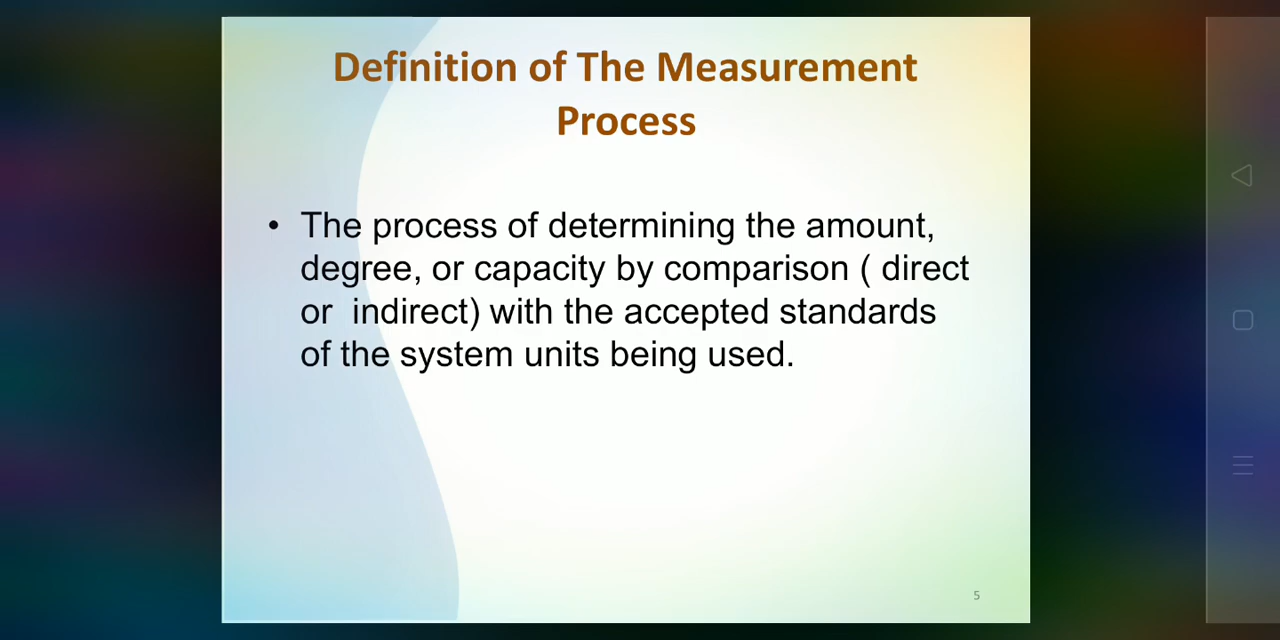 Definition of The Measurement
Process
• The process of determining the amount,
degree, or capacity by comparison ( direct
or  indirect) with the accepted standards
of the system units being used.
5